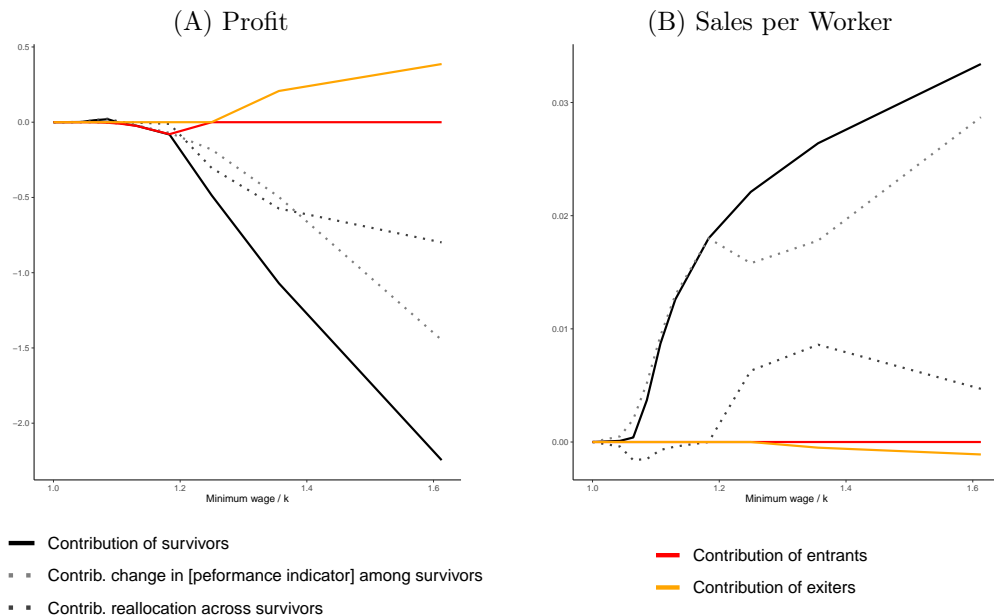 (A) Profit
0.5
0.0
−0.5
−1.0
−1.5
−2.0
1.0
1.2
1.4
1.6
Minimum wage / k
(B) Sales per Worker
0.03
0.02
0.01
0.00
1.0
1.2
1.4
1.6
Minimum wage / k
Contribution of survivors
Contrib. change in [peformance indicator] among survivors
Contrib. reallocation across survivors
Contribution of entrants
Contribution of exiters